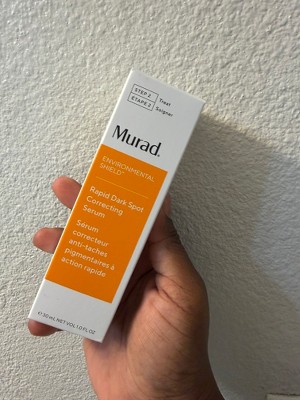 STEP 2
ÉTAPE 2
Treat
Soigner
Murad.
ENVIRONMENTAL
SHIELD®
Rapid Dark Spot
Correcting
Serum
Sérum
correcteur
anti-taches
pigmentaires à
action rapide
e 30 mL NET VOL 1.0 FL OZ